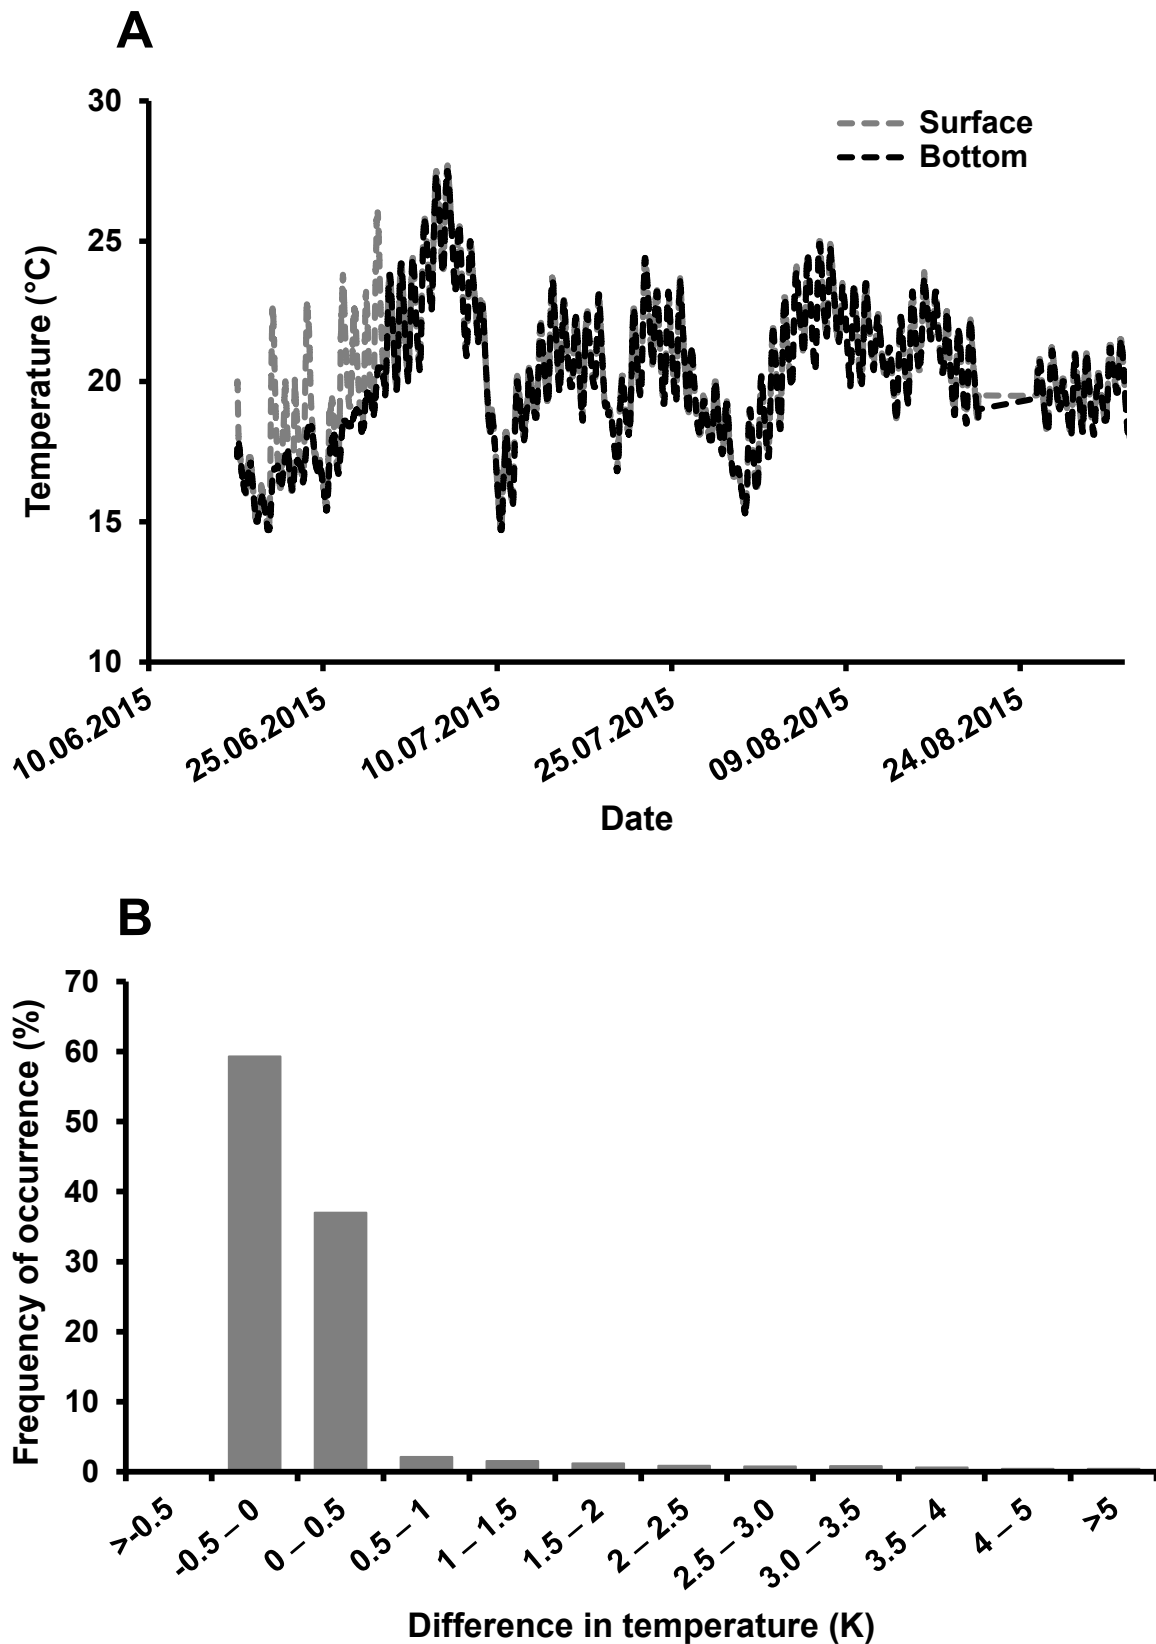 A
30
25
20
15
10
Temperature (°C)
Surface
Bottom
10.06.2015
25.06.2015
10.07.2015
25.07.2015
09.08.2015
24.08.2015
Date
B
70
60
50
40
30
20
10
0
Frequency of occurrence (%)
>-0.5
-0.5 – 0
0 – 0.5
0.5 – 1
1 – 1.5
1.5 – 2
2 – 2.5
2.5 – 3.0
3.0 – 3.5
3.5 – 4
4 – 5
>5
Difference in temperature (K)